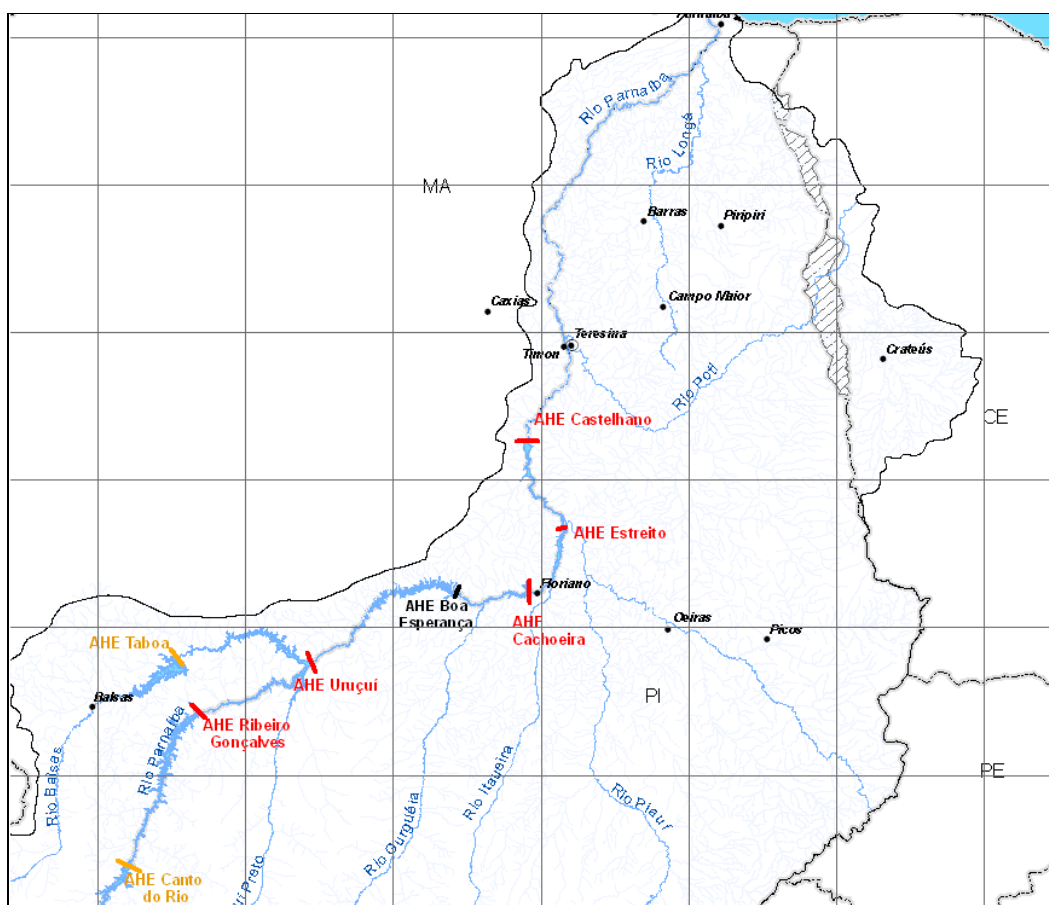 Rio Parnaíba
Rio Longá
MA
Barras
Piripiri
Caxias
Campo Maior
Teresina
Timon
Crateús
Rio Poti
AHE Castelhano
CE
AHE Estreito
Floriano
AHE Boa
Esperança
AHE
Cachoeira
Oeiras
Picos
AHE Taboa
AHE Uruçuí
Balsas
PI
AHE Ribeiro
Gonçalves
Rio Parnaíba
Rio Balsas
Rio Itaueira
PE
Rio Piauí
Rio Gurguéia
AHE Canto
do Rio
Preto